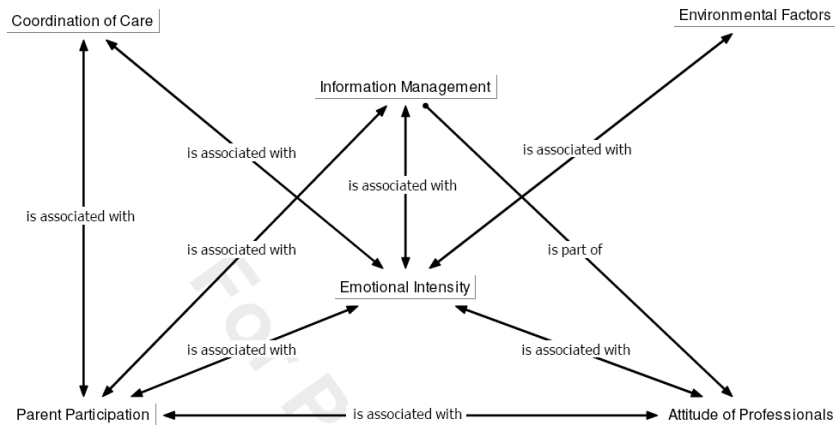 Coordination of Care
Environmental Factors
Information Management
is associated with
is associated with
is associated with
is associated with
is associated with
is part of
Emotional Intensity
is associated with
is associated with
Parent Participation
is associated with
Attitude of Professionals
For P